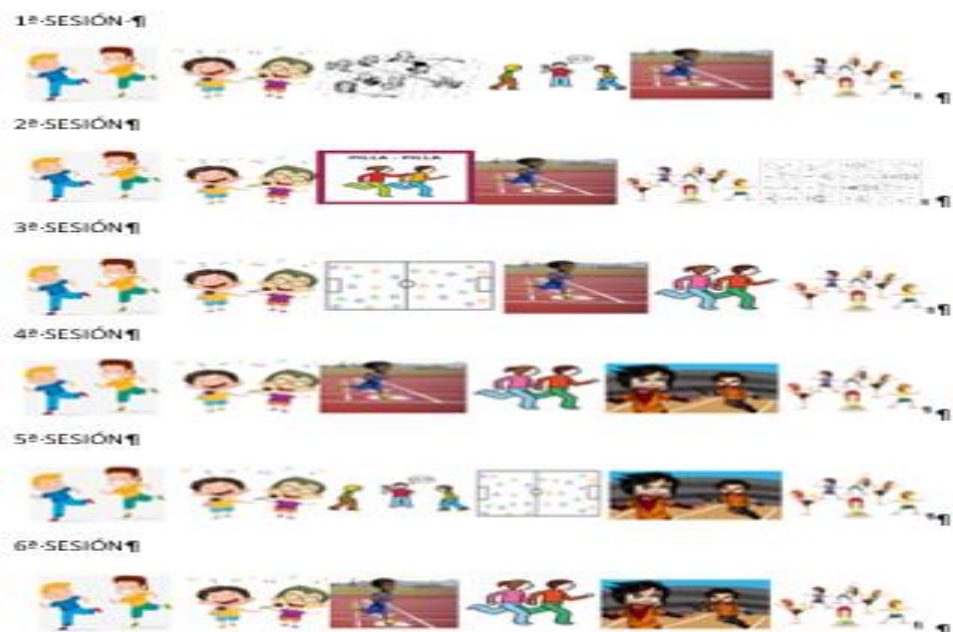 1ª·SESIÓN·¶
¶
2ª·SESIÓN¶
PILLA - PILLA
¶
3ª·SESIÓN¶
¶
4ª·SESIÓN¶
¶
5ª·SESIÓN¶
¶
6ª·SESIÓN¶
¶